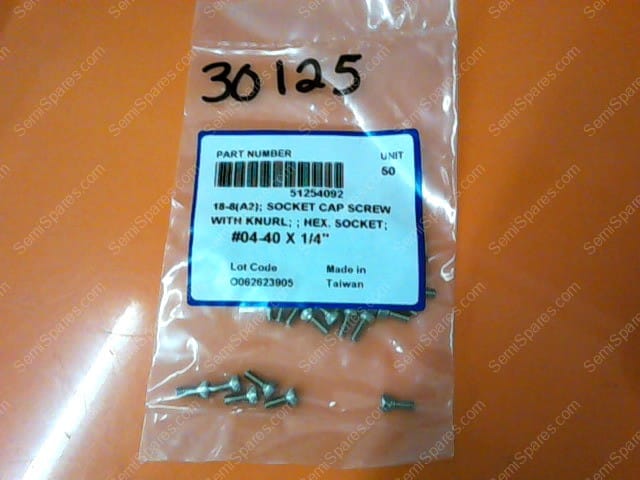 30125
PART NUMBER UNIT
50
51254092
18-8(A2); SOCKET CAP SCREW
WITH KNURL; ; HEX. SOCKET;
#04-40 X 1/4"
Lot Code Made in
O062623905 Taiwan
SemiSpares.com